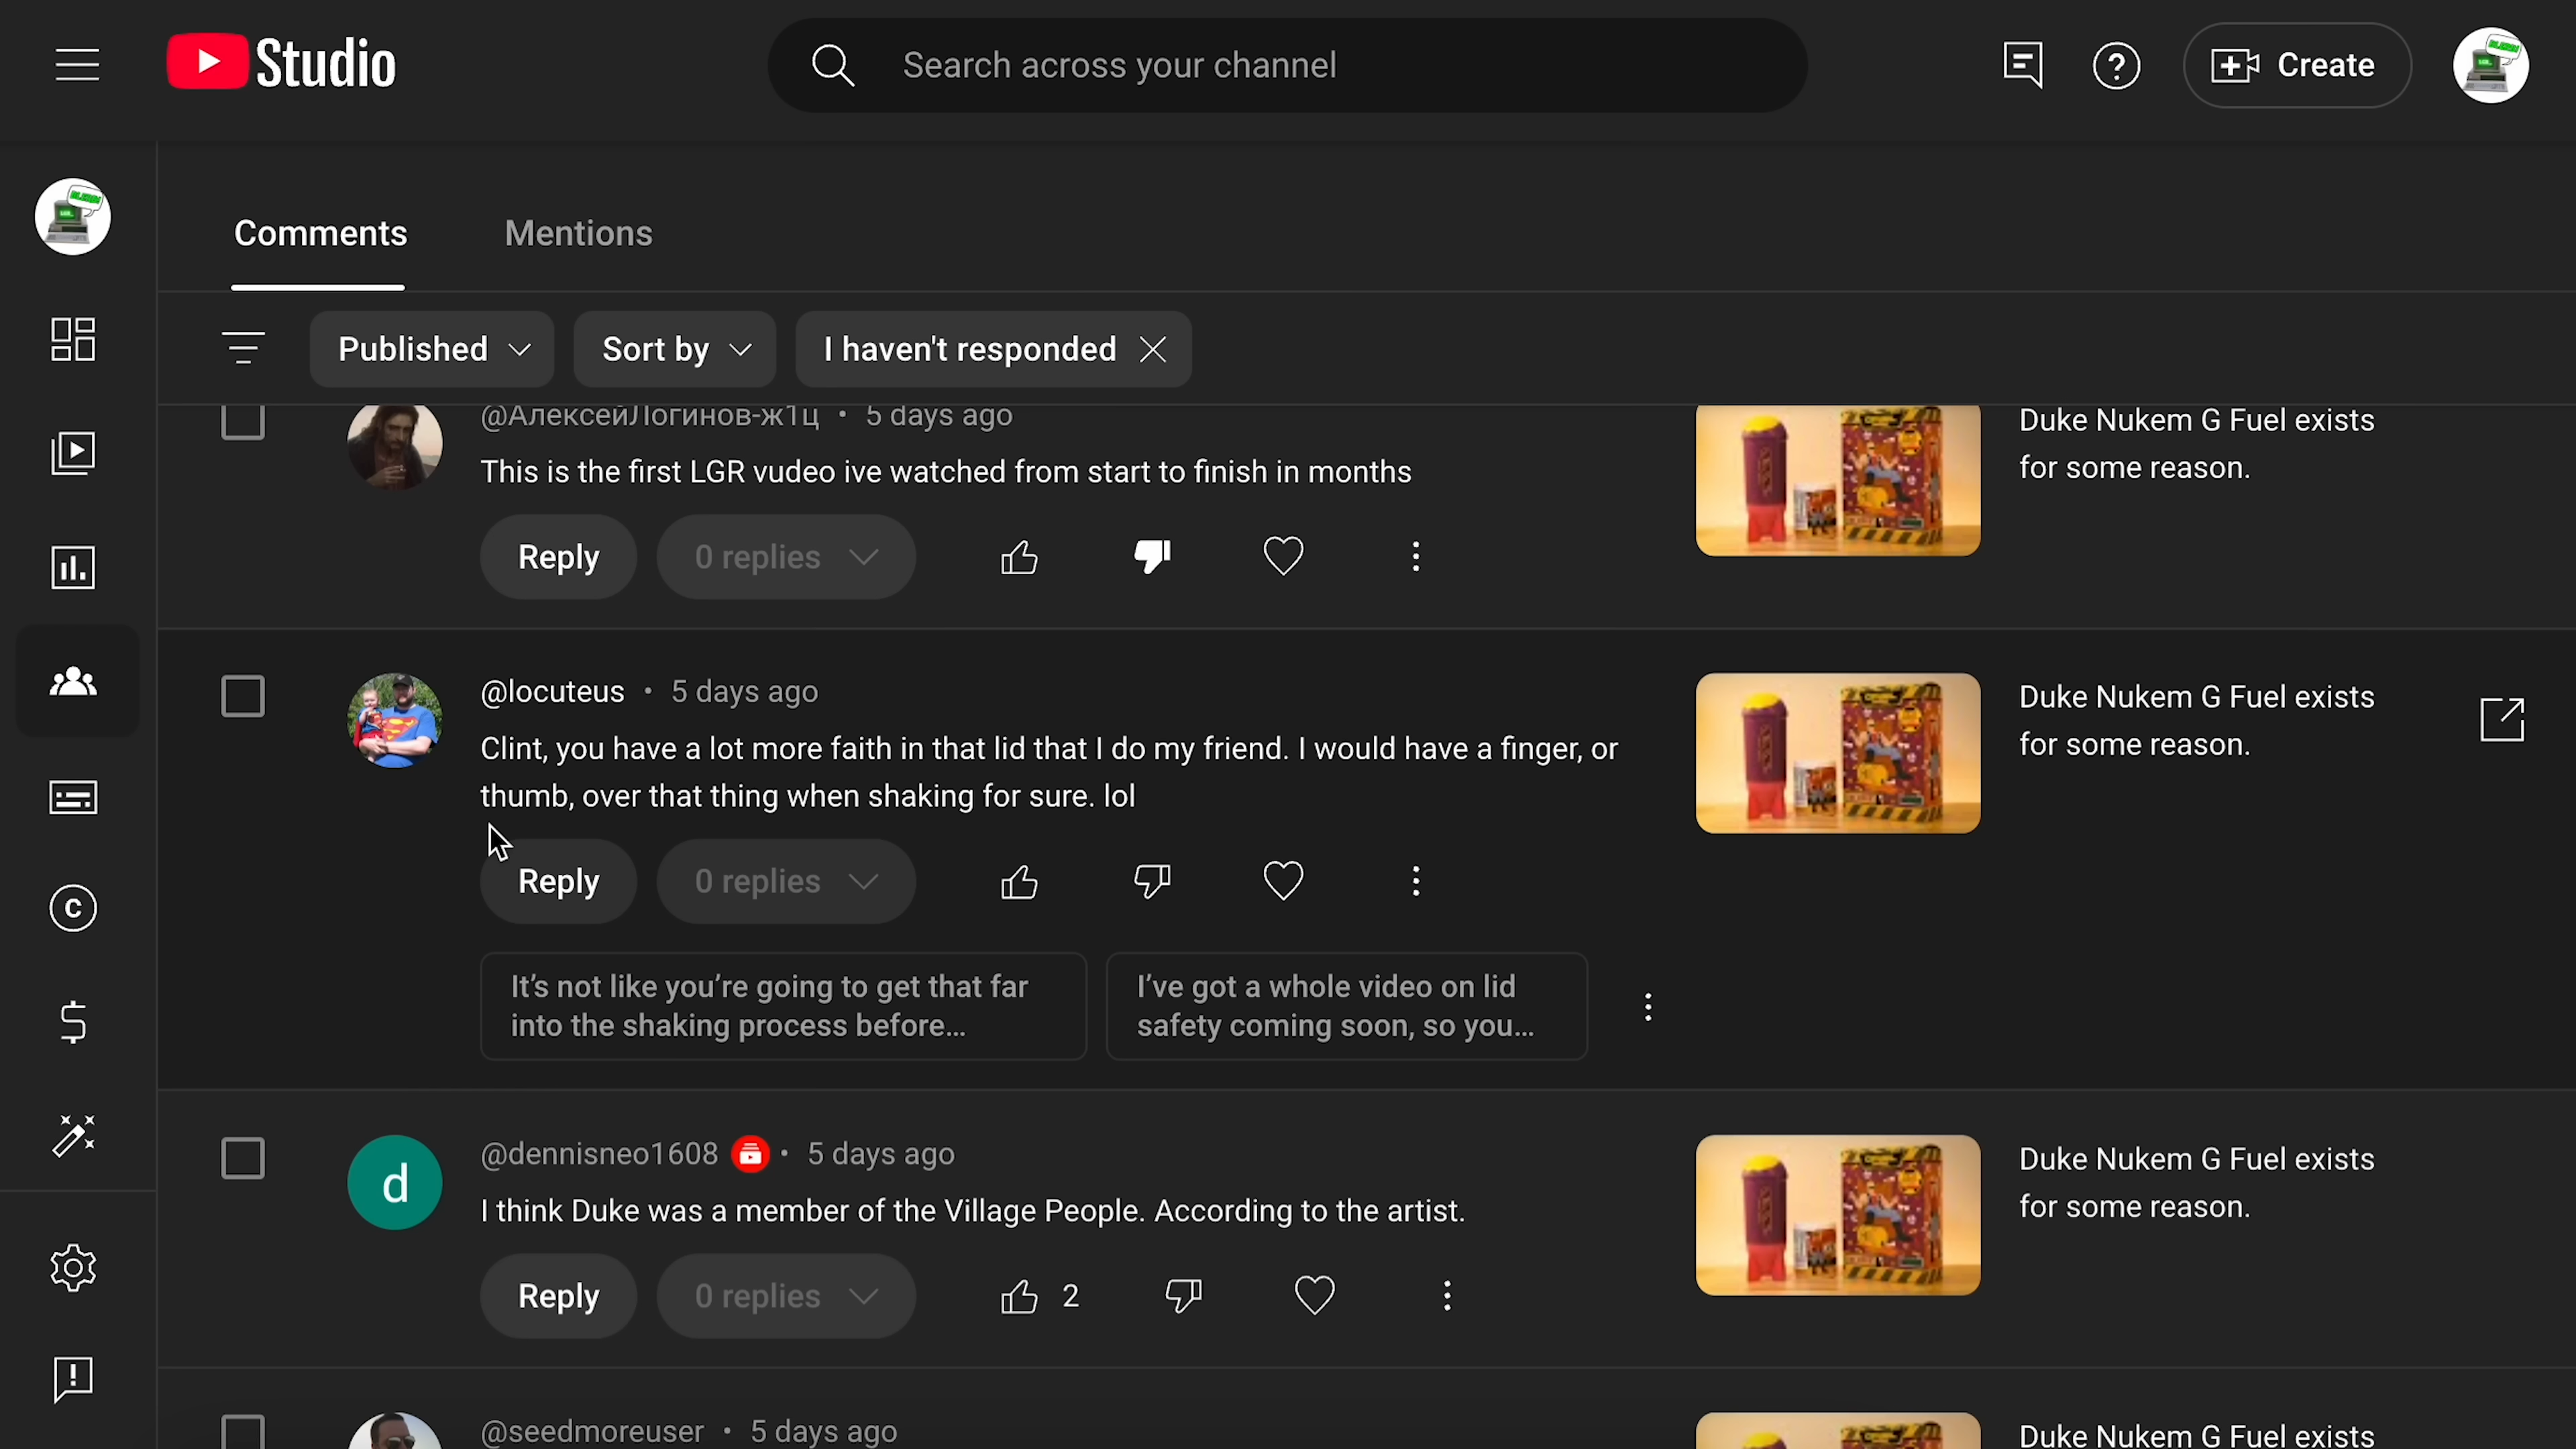 Studio
Search across your channel
Create
Comments
Mentions
Published
Sort by
I haven't responded
@АлексейЛогинов-ж1ц • 5 days ago
This is the first LGR vudeo ive watched from start to finish in months
Reply
0 replies
Duke Nukem G Fuel exists
for some reason.
@locuteus • 5 days ago
Clint, you have a lot more faith in that lid that I do my friend. I would have a finger, or
thumb, over that thing when shaking for sure. lol
Reply
0 replies
It's not like you're going to get that far
into the shaking process before...
I've got a whole video on lid
safety coming soon, so you...
Duke Nukem G Fuel exists
for some reason.
d
@dennisneo1608 • 5 days ago
I think Duke was a member of the Village People. According to the artist.
Reply
0 replies
2
Duke Nukem G Fuel exists
for some reason.
@seedmoreuser • 5 days ago
Duke Nukem G Fuel exists